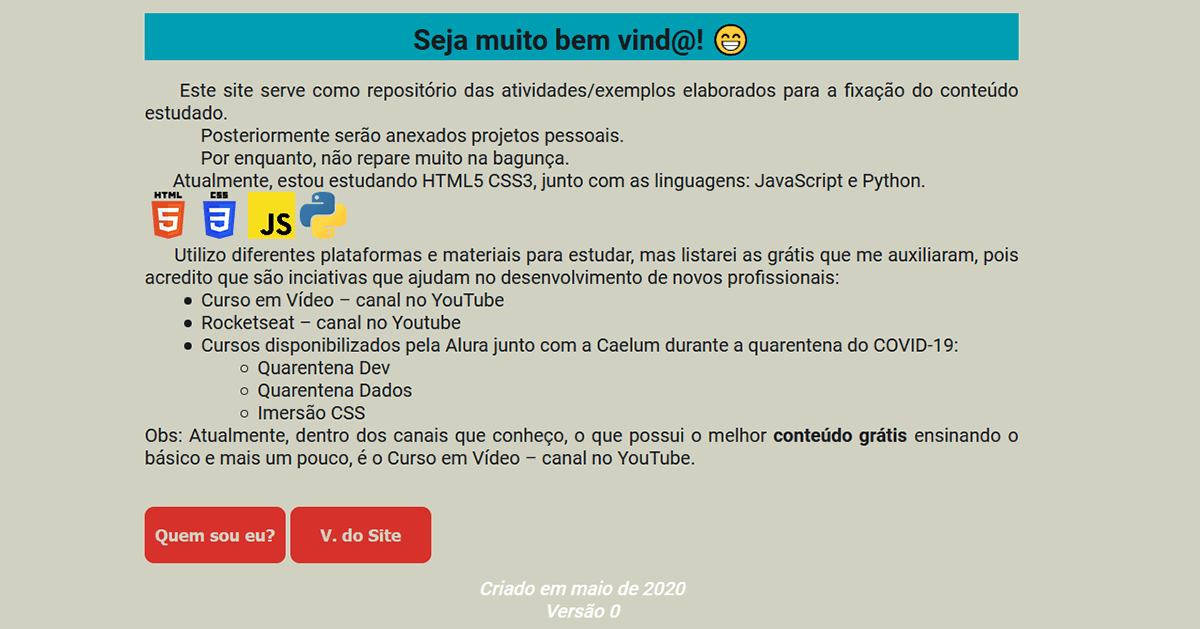 Seja muito bem vind@! 😁
Este site serve como repositório das atividades/exemplos elaborados para a fixação do conteúdo
estudado.
Posteriormente serão anexados projetos pessoais.
Por enquanto, não repare muito na bagunça.
Atualmente, estou estudando HTML5 CSS3, junto com as linguagens: JavaScript e Python.
HTML 5 CSS 3 JS
Utilizo diferentes plataformas e materiais para estudar, mas listarei as grátis que me auxiliaram, pois
acredito que são inciativas que ajudam no desenvolvimento de novos profissionais:
• Curso em Vídeo – canal no YouTube
• Rocketseat – canal no Youtube
• Cursos disponibilizados pela Alura junto com a Caelum durante a quarentena do COVID-19:
◦ Quarentena Dev
◦ Quarentena Dados
◦ Imersão CSS
Obs: Atualmente, dentro dos canais que conheço, o que possui o melhor conteúdo grátis ensinando o
básico e mais um pouco, é o Curso em Vídeo – canal no YouTube.
Quem sou eu? V. do Site
Criado em maio de 2020
Versão 0